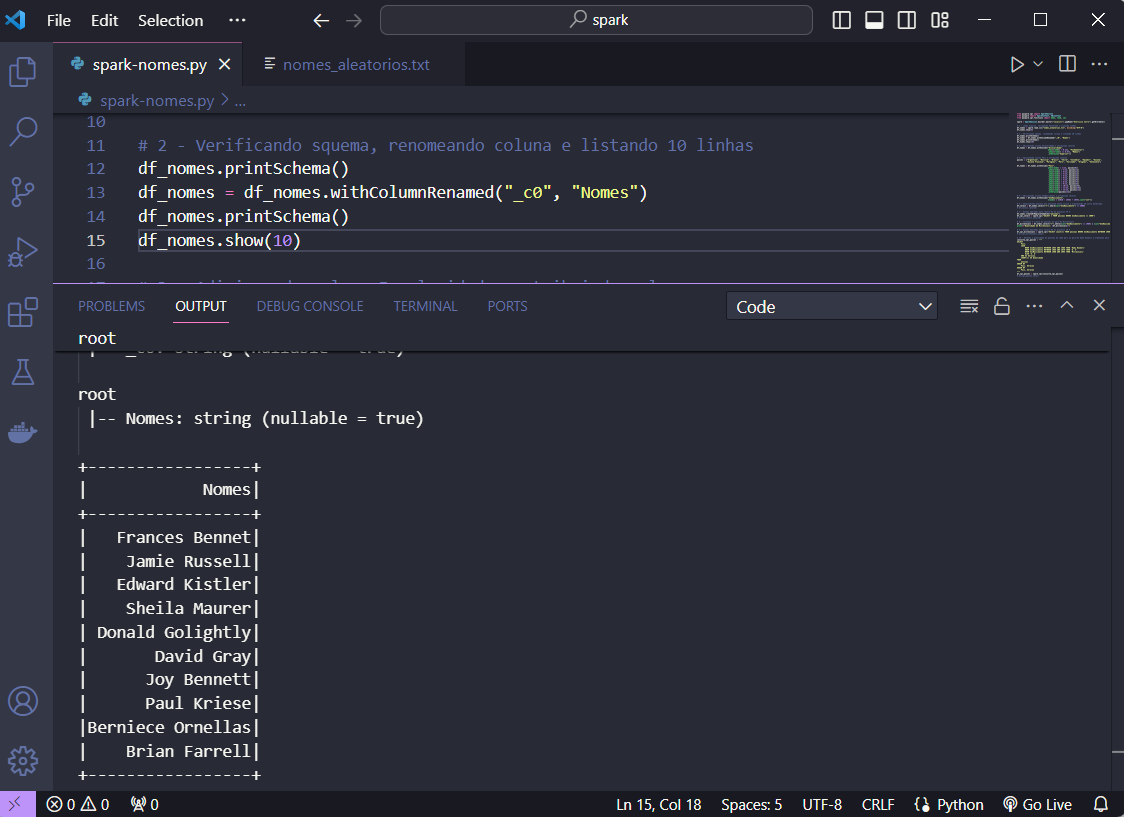 File Edit Selection ··· spark
spark-nomes.py nomes_aleatorios.txt
spark-nomes.py > ...
10
11 # 2 - Verificando squema, renomeando coluna e listando 10 linhas
12 df_nomes.printSchema()
13 df_nomes = df_nomes.withColumnRenamed("_c0", "Nomes")
14 df_nomes.printSchema()
15 df_nomes.show(10)
16
PROBLEMS OUTPUT DEBUG CONSOLE TERMINAL PORTS Code
root
|-- _c0: string (nullable = true)
root
|-- Nomes: string (nullable = true)
+-----------------+
|            Nomes|
+-----------------+
|   Frances Bennet|
|    Jamie Russell|
|   Edward Kistler|
|    Sheila Maurer|
| Donald Golightly|
|       David Gray|
|      Joy Bennett|
|      Paul Kriese|
|Berniece Ornellas|
|    Brian Farrell|
+-----------------+
0 0 0 Ln 15, Col 18 Spaces: 5 UTF-8 CRLF Python Go Live